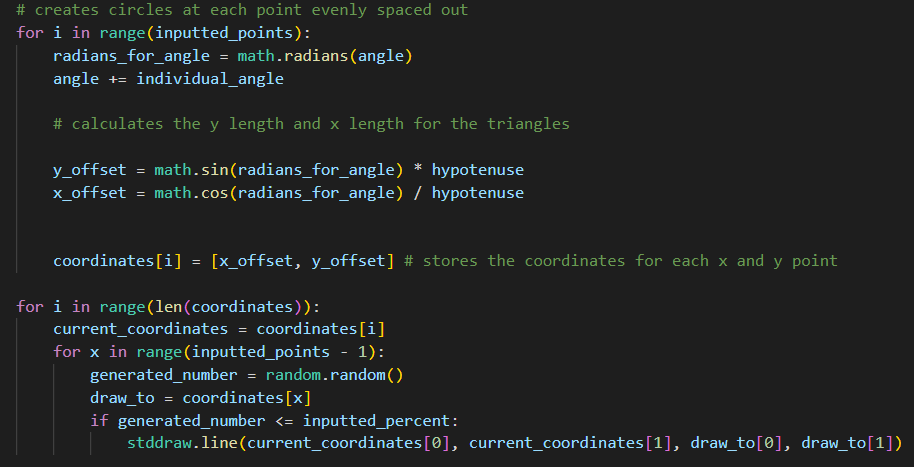 # creates circles at each point evenly spaced out
for i in range(inputted_points):
    radians_for_angle = math.radians(angle)
    angle += individual_angle
    # calculates the y length and x length for the triangles
    y_offset = math.sin(radians_for_angle) * hypotenuse
    x_offset = math.cos(radians_for_angle) / hypotenuse
    coordinates[i] = [x_offset, y_offset] # stores the coordinates for each x and y point
for i in range(len(coordinates)):
    current_coordinates = coordinates[i]
    for x in range(inputted_points - 1):
        generated_number = random.random()
        draw_to = coordinates[x]
        if generated_number <= inputted_percent:
            stddraw.line(current_coordinates[0], current_coordinates[1], draw_to[0], draw_to[1])